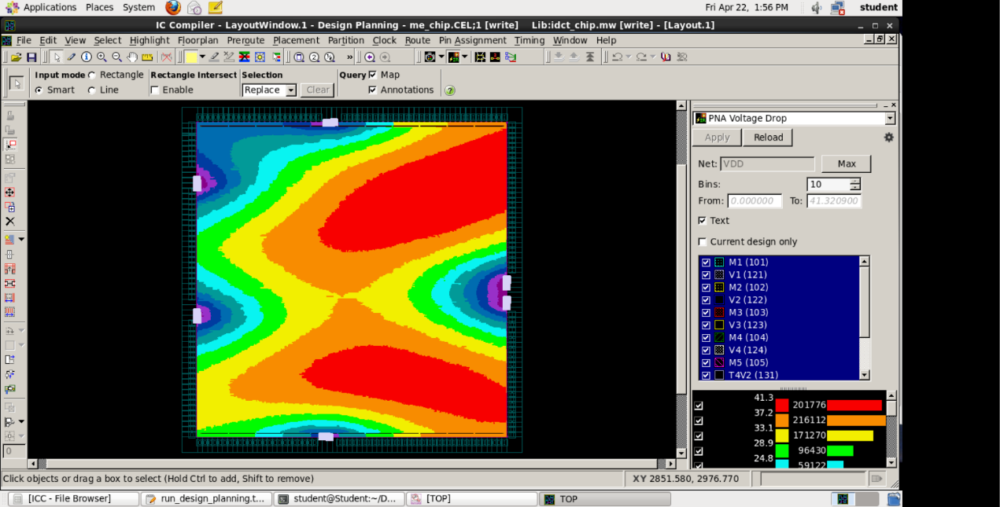 Applications Places System Fri Apr 22, 1:56 PM student
IC Compiler - LayoutWindow.1 - Design Planning - me_chip.CEL;1 [write] Lib:idct_chip.mw [write] - [Layout.1]
File Edit View Select Highlight Floorplan Preroute Placement Partition Clock Route Pin Assignment Timing Window Help
Input mode Rectangle Rectangle Intersect Selection Query Map
Smart Line Enable Replace Clear Annotations
PNA Voltage Drop
Apply Reload
Net: VDD Max
Bins: 10
From: 0.000000 To: 41.320900
Text
Current design only
M1 (101)
V1 (121)
M2 (102)
V2 (122)
M3 (103)
V3 (123)
M4 (104)
V4 (124)
M5 (105)
T4V2 (131)
41.3
201776
37.2
216112
33.1
171270
28.9
96430
24.8
59122
0
Click objects or drag a box to select (Hold Ctrl to add, Shift to remove) XY 2851.580, 2976.770
[ICC - File Browser] run_design_planning.t... student@Student:~/D... [TOP] TOP